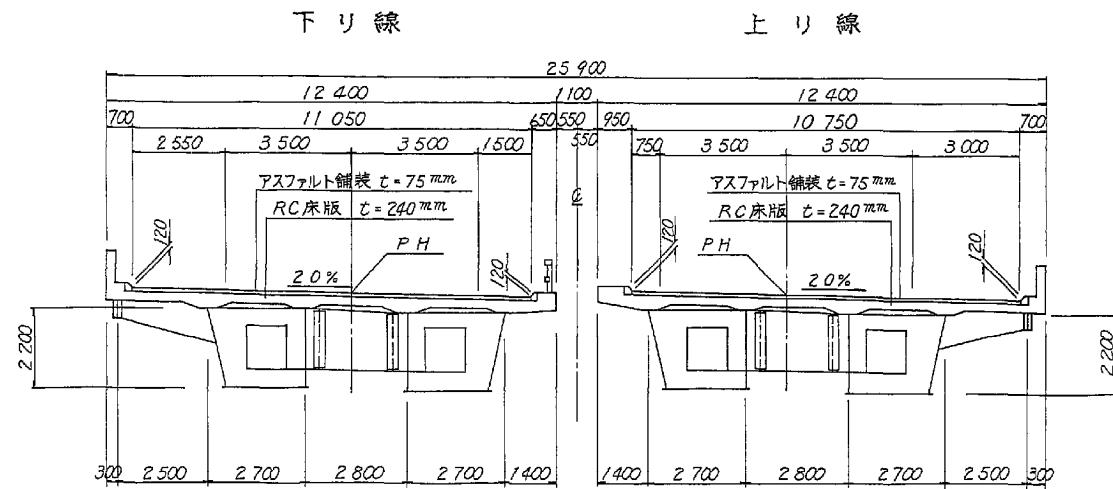 下り線 上り線
25 900
12 400 1 100 12 400
700 11 050 650 550 950 10 750 700
550
2 550 3 500 3 500 1 500 750 3 500 3 500 3 000
アスファルト舗装 t=75mm アスファルト舗装 t=75mm
RC床版 t=240mm RC床版 t=240mm
℄
120 PH 120 120 PH 120
2.0% 2.0%
2 200 2 200
300 2 500 2 700 2 800 2 700 1 400 1 400 2 700 2 800 2 700 2 500 300